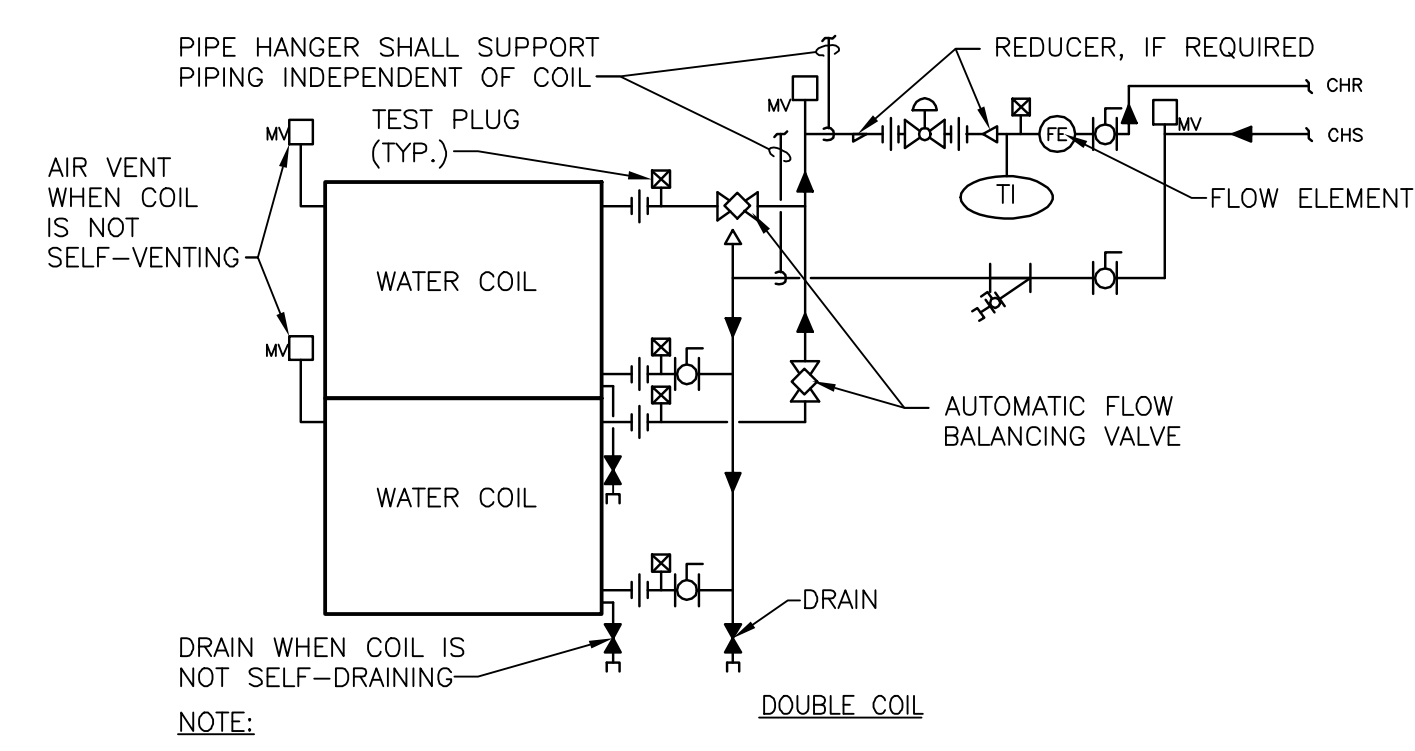 PIPE HANGER SHALL SUPPORT
PIPING INDEPENDENT OF COIL
REDUCER, IF REQUIRED
CHR
MV
MV
CHS
TEST PLUG
(TYP.)
MV
FE
AIR VENT
WHEN COIL
IS NOT
SELF-VENTING
TI
FLOW ELEMENT
WATER COIL
MV
AUTOMATIC FLOW
BALANCING VALVE
WATER COIL
DRAIN
DRAIN WHEN COIL IS
NOT SELF-DRAINING
DOUBLE COIL
NOTE: